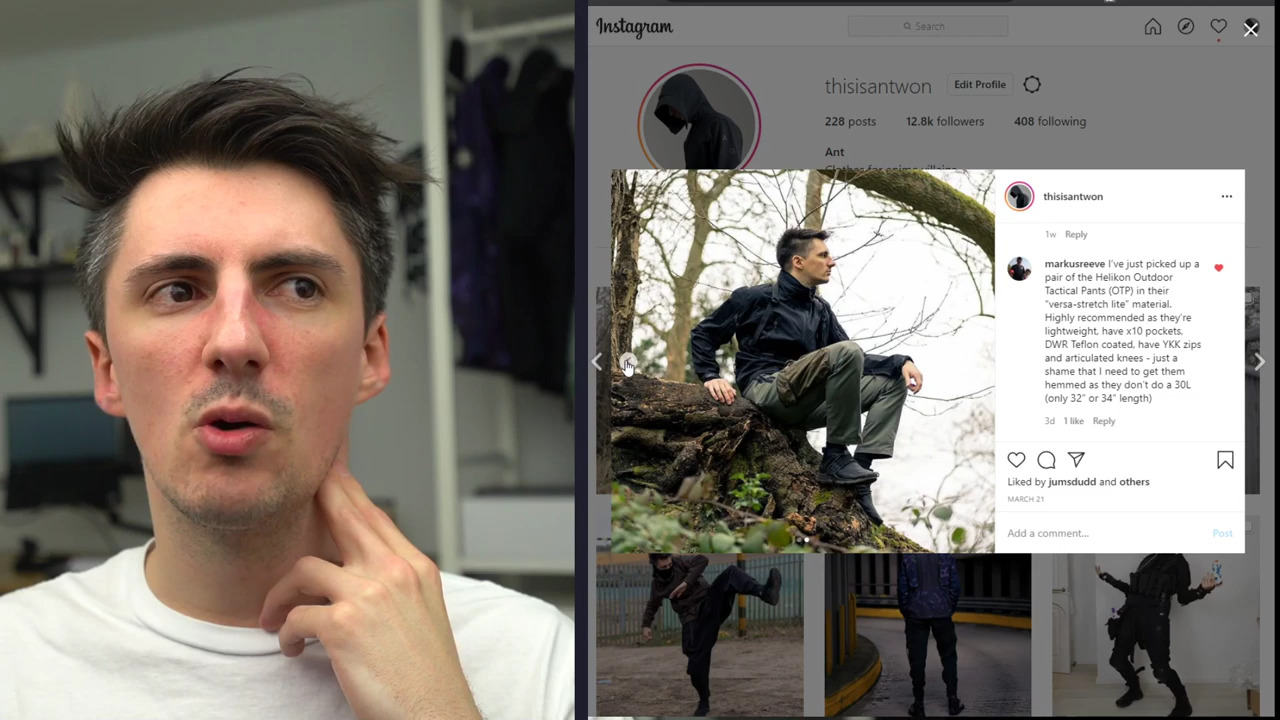 Instagram
Search
thisisantwon
Edit Profile
228 posts
12.8k followers
408 following
Ant
Clothes for anime villains
thisisantwon
1w Reply
markusreeve I've just picked up a
pair of the Helikon Outdoor
Tactical Pants (OTP) in their
"versa-stretch lite" material.
Highly recommended as they're
lightweight, have x10 pockets,
DWR Teflon coated, have YKK zips
and articulated knees - just a
shame that I need to get them
hemmed as they don't do a 30L
(only 32" or 34" length)
3d 1 like Reply
Liked by jumsdudd and others
MARCH 21
Add a comment...
Post